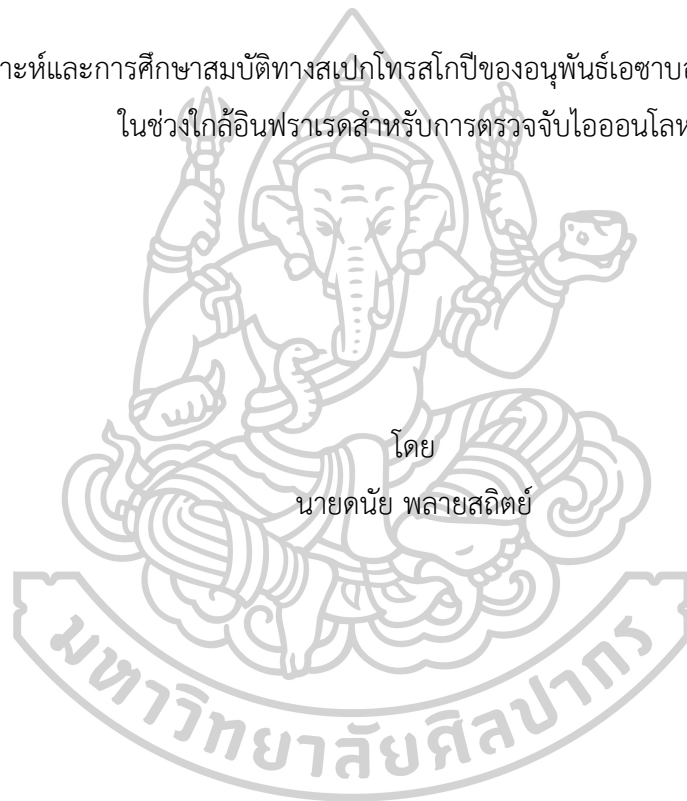 าะห์และการศึกษาสมบัติทางสเปกโทรสโกปีของอนุพันธ์เอซาบอ
ในช่วงใกล้อินฟราเรดสำหรับการตรวจจับไอออนโลห
โดย
นายดนัย พลายสถิตย์
มหาวิทยาลัยศิลปากร